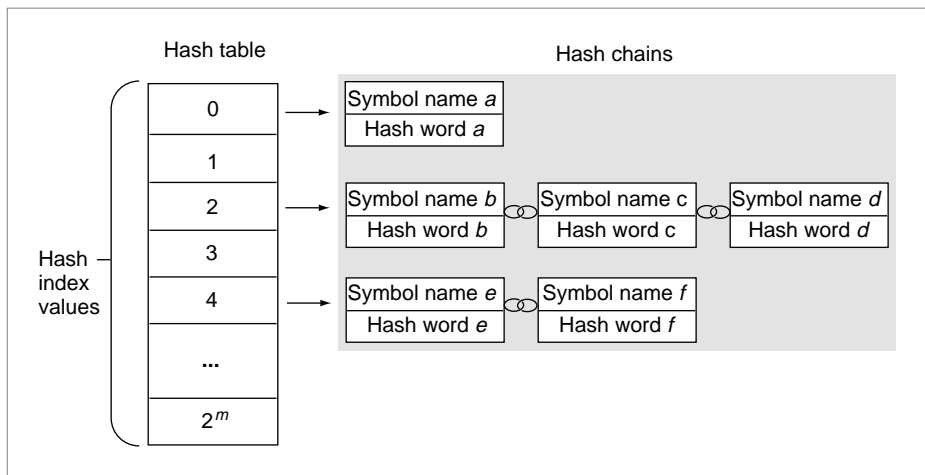 Hash table
Hash chains
0
Symbol name a
Hash word a
1
2
Symbol name b
Hash word b
Symbol name c
Hash word c
Symbol name d
Hash word d
3
Hash
index
values
4
Symbol name e
Hash word e
Symbol name f
Hash word f
...
2^m